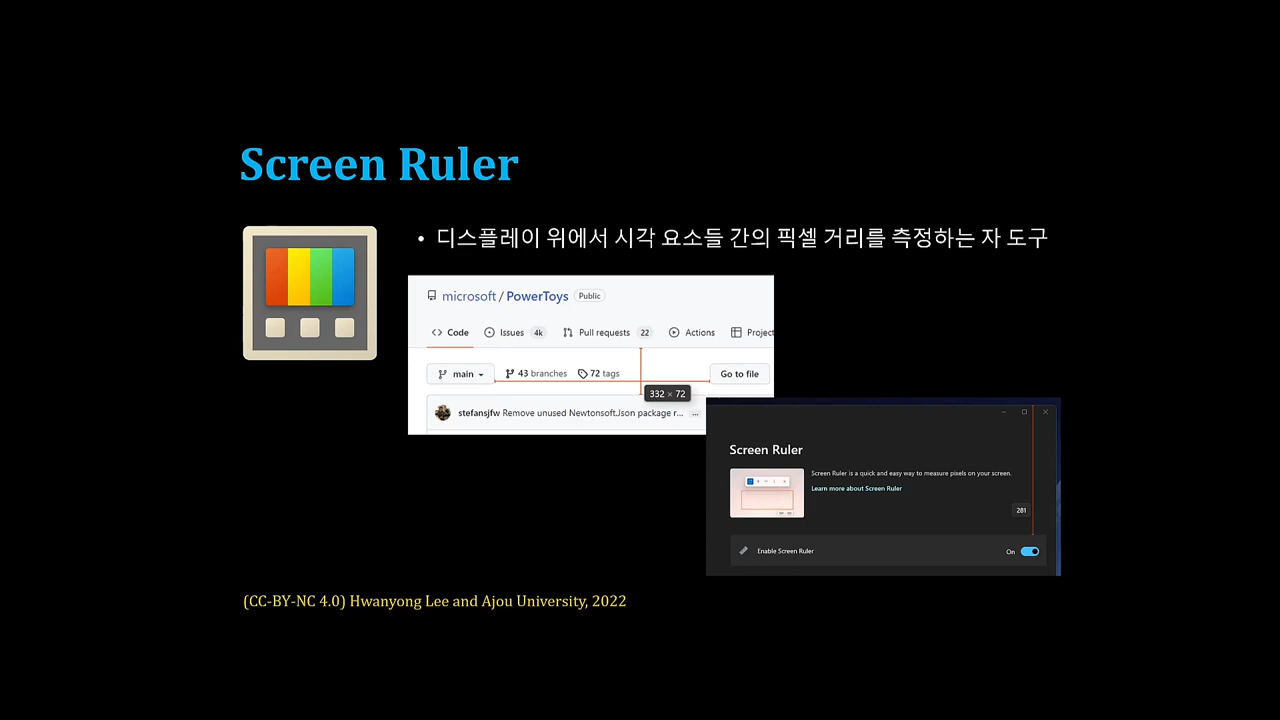 Screen Ruler
• 디스플레이 위에서 시각 요소들 간의 픽셀 거리를 측정하는 자 도구
microsoft / PowerToys Public
Code Issues 4k Pull requests 22 Actions Project
main 43 branches 72 tags Go to file
332 × 72
stefansjfw Remove unused Newtonsoft.Json package r... ...
Screen Ruler
Screen Ruler is a quick and easy way to measure pixels on your screen.
Learn more about Screen Ruler
281
Enable Screen Ruler On
(CC-BY-NC 4.0) Hwanyong Lee and Ajou University, 2022